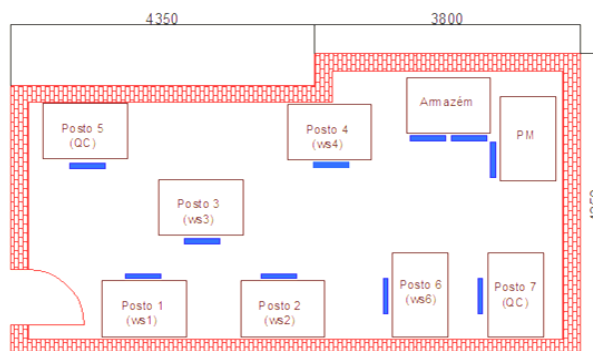 4350
3800
Armazém
PM
Posto 5
(QC)
Posto 4
(ws4)
Posto 3
(ws3)
Posto 1
(ws1)
Posto 2
(ws2)
Posto 6
(ws6)
Posto 7
(QC)